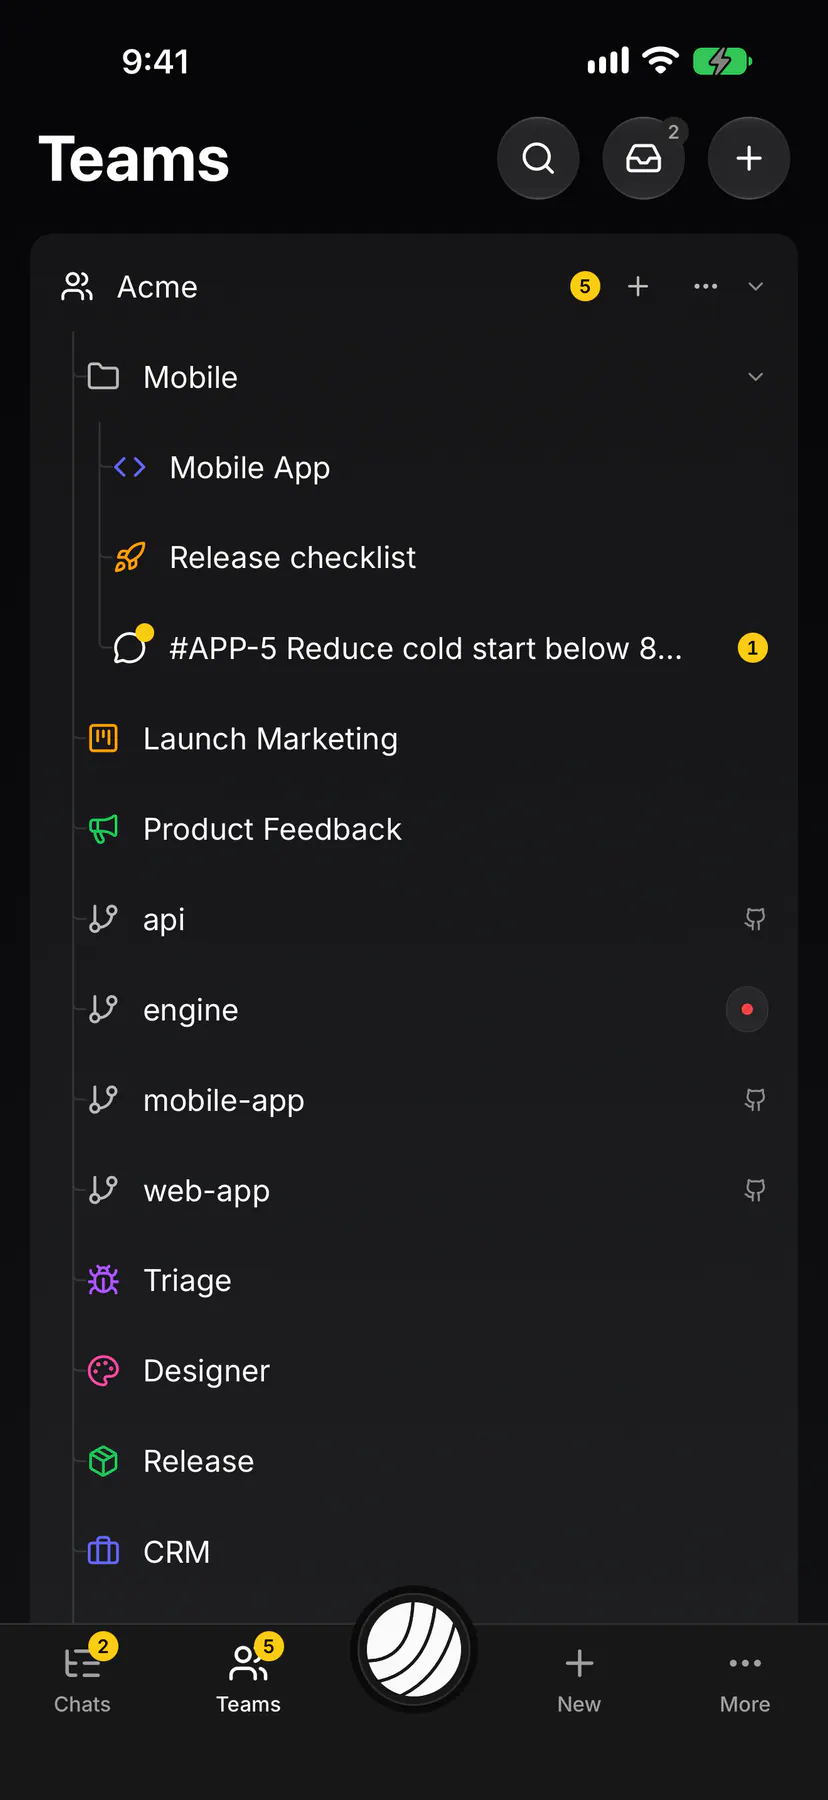 9:41
Teams
2
Acme
5
Mobile
Mobile App
Release checklist
#APP-5 Reduce cold start below 8...
1
Launch Marketing
Product Feedback
api
engine
mobile-app
web-app
Triage
Designer
Release
CRM
2
5
Chats
Teams
New
More